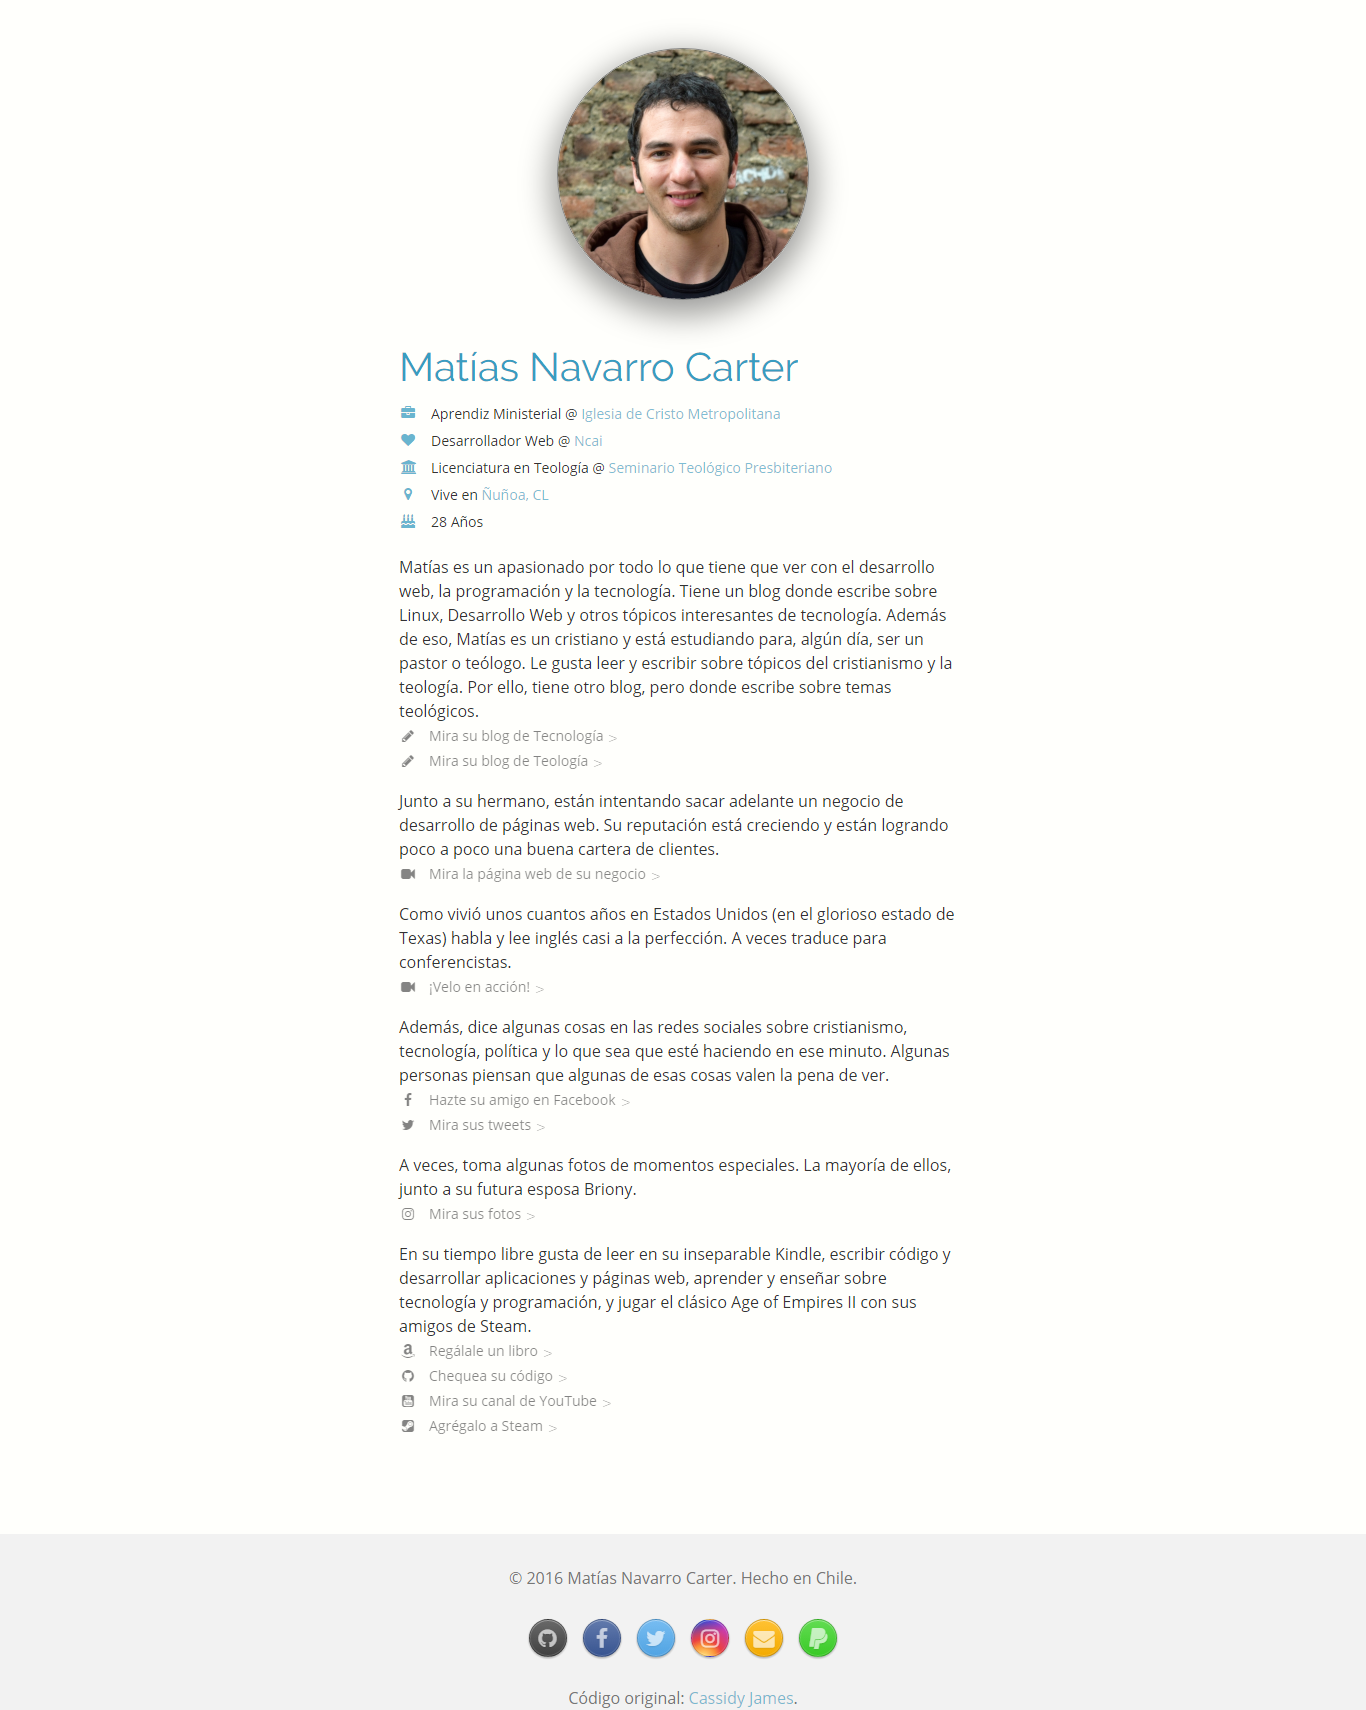 Matías Navarro Carter
Aprendiz Ministerial @ Iglesia de Cristo Metropolitana
Desarrollador Web @ Ncai
Licenciatura en Teología @ Seminario Teológico Presbiteriano
Vive en Ñuñoa, CL
28 Años
Matías es un apasionado por todo lo que tiene que ver con el desarrollo
web, la programación y la tecnología. Tiene un blog donde escribe sobre
Linux, Desarrollo Web y otros tópicos interesantes de tecnología. Además
de eso, Matías es un cristiano y está estudiando para, algún día, ser un
pastor o teólogo. Le gusta leer y escribir sobre tópicos del cristianismo y la
teología. Por ello, tiene otro blog, pero donde escribe sobre temas
teológicos.
Mira su blog de Tecnología >
Mira su blog de Teología >
Junto a su hermano, están intentando sacar adelante un negocio de
desarrollo de páginas web. Su reputación está creciendo y están logrando
poco a poco una buena cartera de clientes.
Mira la página web de su negocio >
Como vivió unos cuantos años en Estados Unidos (en el glorioso estado de
Texas) habla y lee inglés casi a la perfección. A veces traduce para
conferencistas.
¡Velo en acción! >
Además, dice algunas cosas en las redes sociales sobre cristianismo,
tecnología, política y lo que sea que esté haciendo en ese minuto. Algunas
personas piensan que algunas de esas cosas valen la pena de ver.
Hazte su amigo en Facebook >
Mira sus tweets >
A veces, toma algunas fotos de momentos especiales. La mayoría de ellos,
junto a su futura esposa Briony.
Mira sus fotos >
En su tiempo libre gusta de leer en su inseparable Kindle, escribir código y
desarrollar aplicaciones y páginas web, aprender y enseñar sobre
tecnología y programación, y jugar el clásico Age of Empires II con sus
amigos de Steam.
Regálale un libro >
Chequea su código >
Mira su canal de YouTube >
Agrégalo a Steam >
© 2016 Matías Navarro Carter. Hecho en Chile.
Código original: Cassidy James.